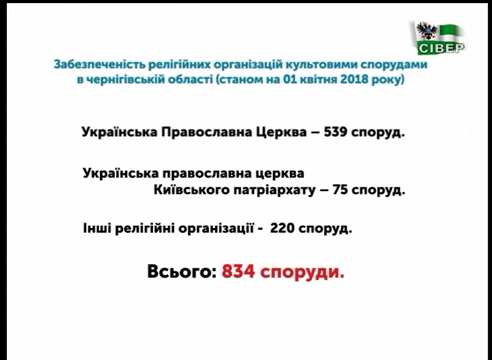 СІВЕР
Забезпеченість релігійних організацій культовими спорудами
в чернігівській області (станом на 01 квітня 2018 року)
Українська Православна Церква – 539 споруд.
Українська православна церква
Київського патріархату – 75 споруд.
Інші релігійні організації - 220 споруд.
Всього: 834 споруди.